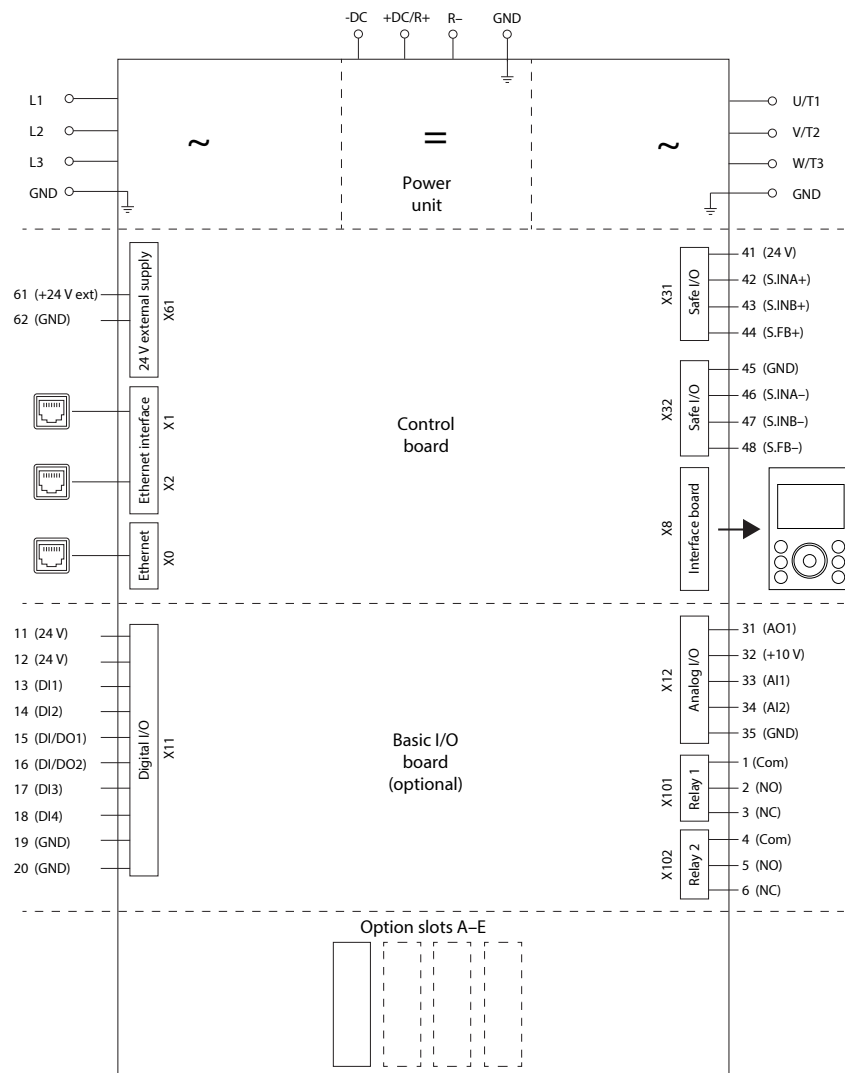 -DC +DC/R+ R– GND
L1
L2
L3
GND
~
=
~
Power
unit
U/T1
V/T2
W/T3
GND
61 (+24 V ext)
62 (GND)
24 V external supply
X61
Ethernet interface
X1
X2
Ethernet
X0
Control
board
X31
Safe I/O
41 (24 V)
42 (S.INA+)
43 (S.INB+)
44 (S.FB+)
X32
Safe I/O
45 (GND)
46 (S.INA–)
47 (S.INB–)
48 (S.FB–)
X8
Interface board
11 (24 V)
12 (24 V)
13 (DI1)
14 (DI2)
15 (DI/DO1)
16 (DI/DO2)
17 (DI3)
18 (DI4)
19 (GND)
20 (GND)
Digital I/O
X11
Basic I/O
board
(optional)
X12
Analog I/O
31 (AO1)
32 (+10 V)
33 (AI1)
34 (AI2)
35 (GND)
X101
Relay 1
1 (Com)
2 (NO)
3 (NC)
X102
Relay 2
4 (Com)
5 (NO)
6 (NC)
Option slots A–E